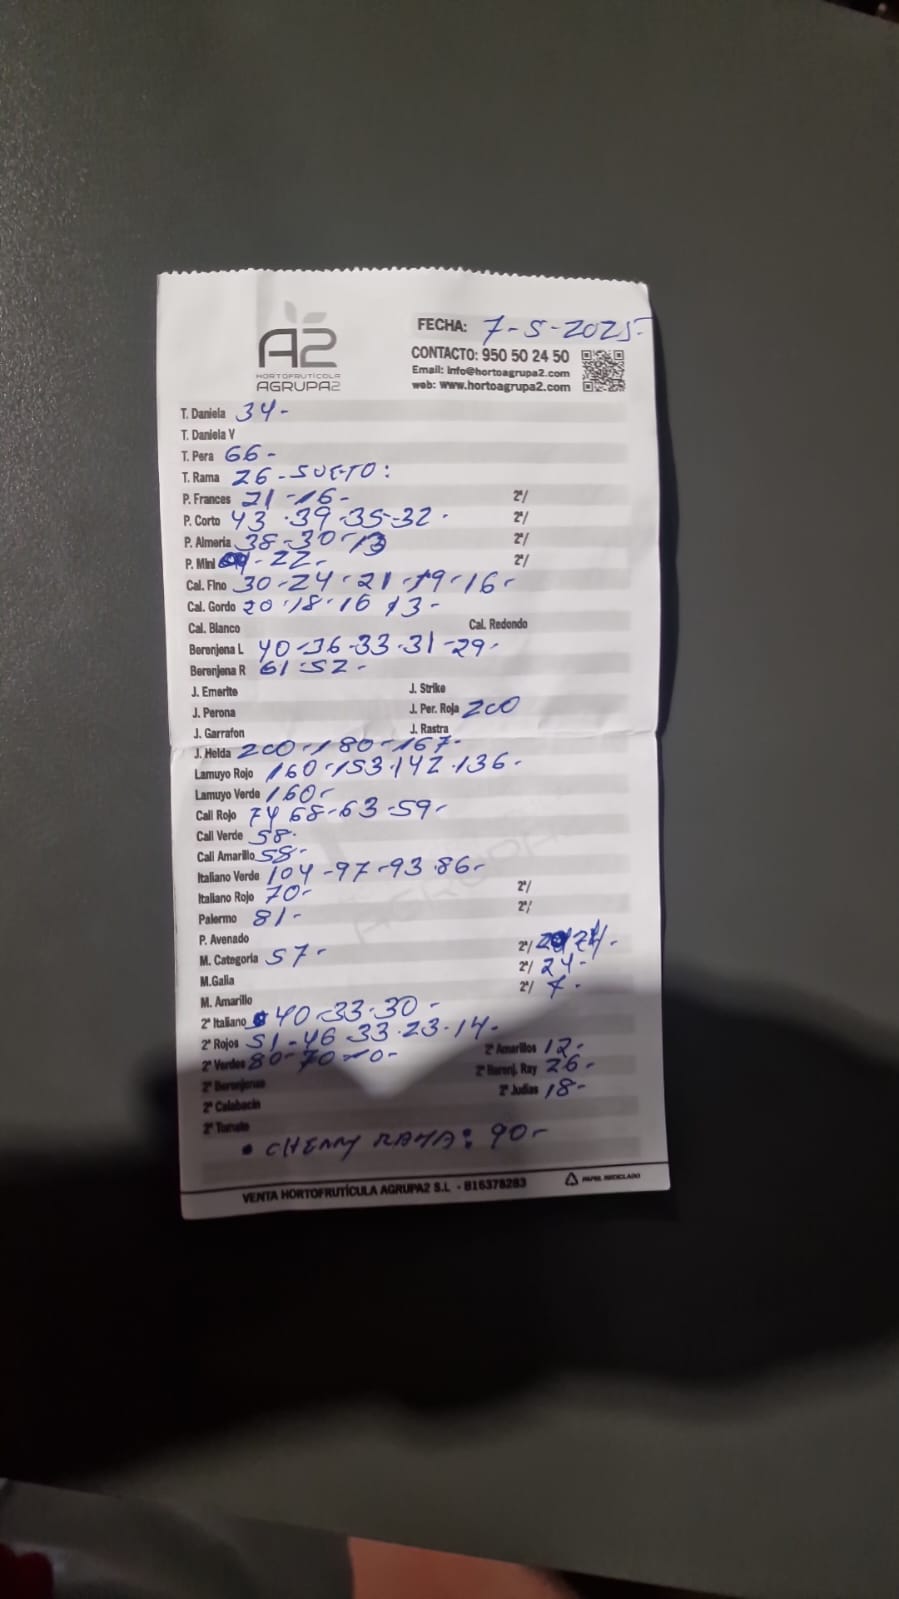 A2
HORTOFRUTÍCOLA
AGRUPA2
FECHA: 7-5-2025
CONTACTO: 950 50 24 50
Email: info@hortoagrupa2.com
web: www.hortoagrupa2.com
T. Daniela 34-
T. Daniela V
T. Pera 66-
T. Rama 26-SUETO:
P. Frances 21-16- 2ª/
P. Corto 43-39-35-32- 2ª/
P. Almeria 38-30-13 2ª/
P. Mini -22- 2ª/
Cal. Fino 30-24-21-19-16-
Cal. Gordo 20-18-16 13-
Cal. Blanco Cal. Redondo
Berenjena L 40-36-33-31-29-
Berenjena R 61-52-
J. Emerite J. Strike
J. Perona J. Per. Roja 200
J. Garrafon J. Rastra
J. Helda 200-180-167-
Lamuyo Rojo 160-153-142-136-
Lamuyo Verde 160-
Cali Rojo 74 68-63-59-
Cali Verde 58-
Cali Amarillo 58-
Italiano Verde 104-97-93-86-
Italiano Rojo 70- 2ª/
Palermo 81- 2ª/
P. Avenado
M. Categoria 57- 2ª/
M.Galia 2ª/ 24-
M. Amarillo 2ª/ 7-
2ª Italiano 40-33-30-
2ª Rojos 51-46-33-23-14-
2ª Verdes 80-70- 2ª Amarillos 12-
2ª Berenjenas 2ª Berenj. Ray 26-
2ª Calabacin 2ª Judias 18-
2ª Tomate
• CHERRY RAMA: 90-
VENTA HORTOFRUTÍCULA AGRUPA2 S.L - B16378283
PAPEL RECICLADO